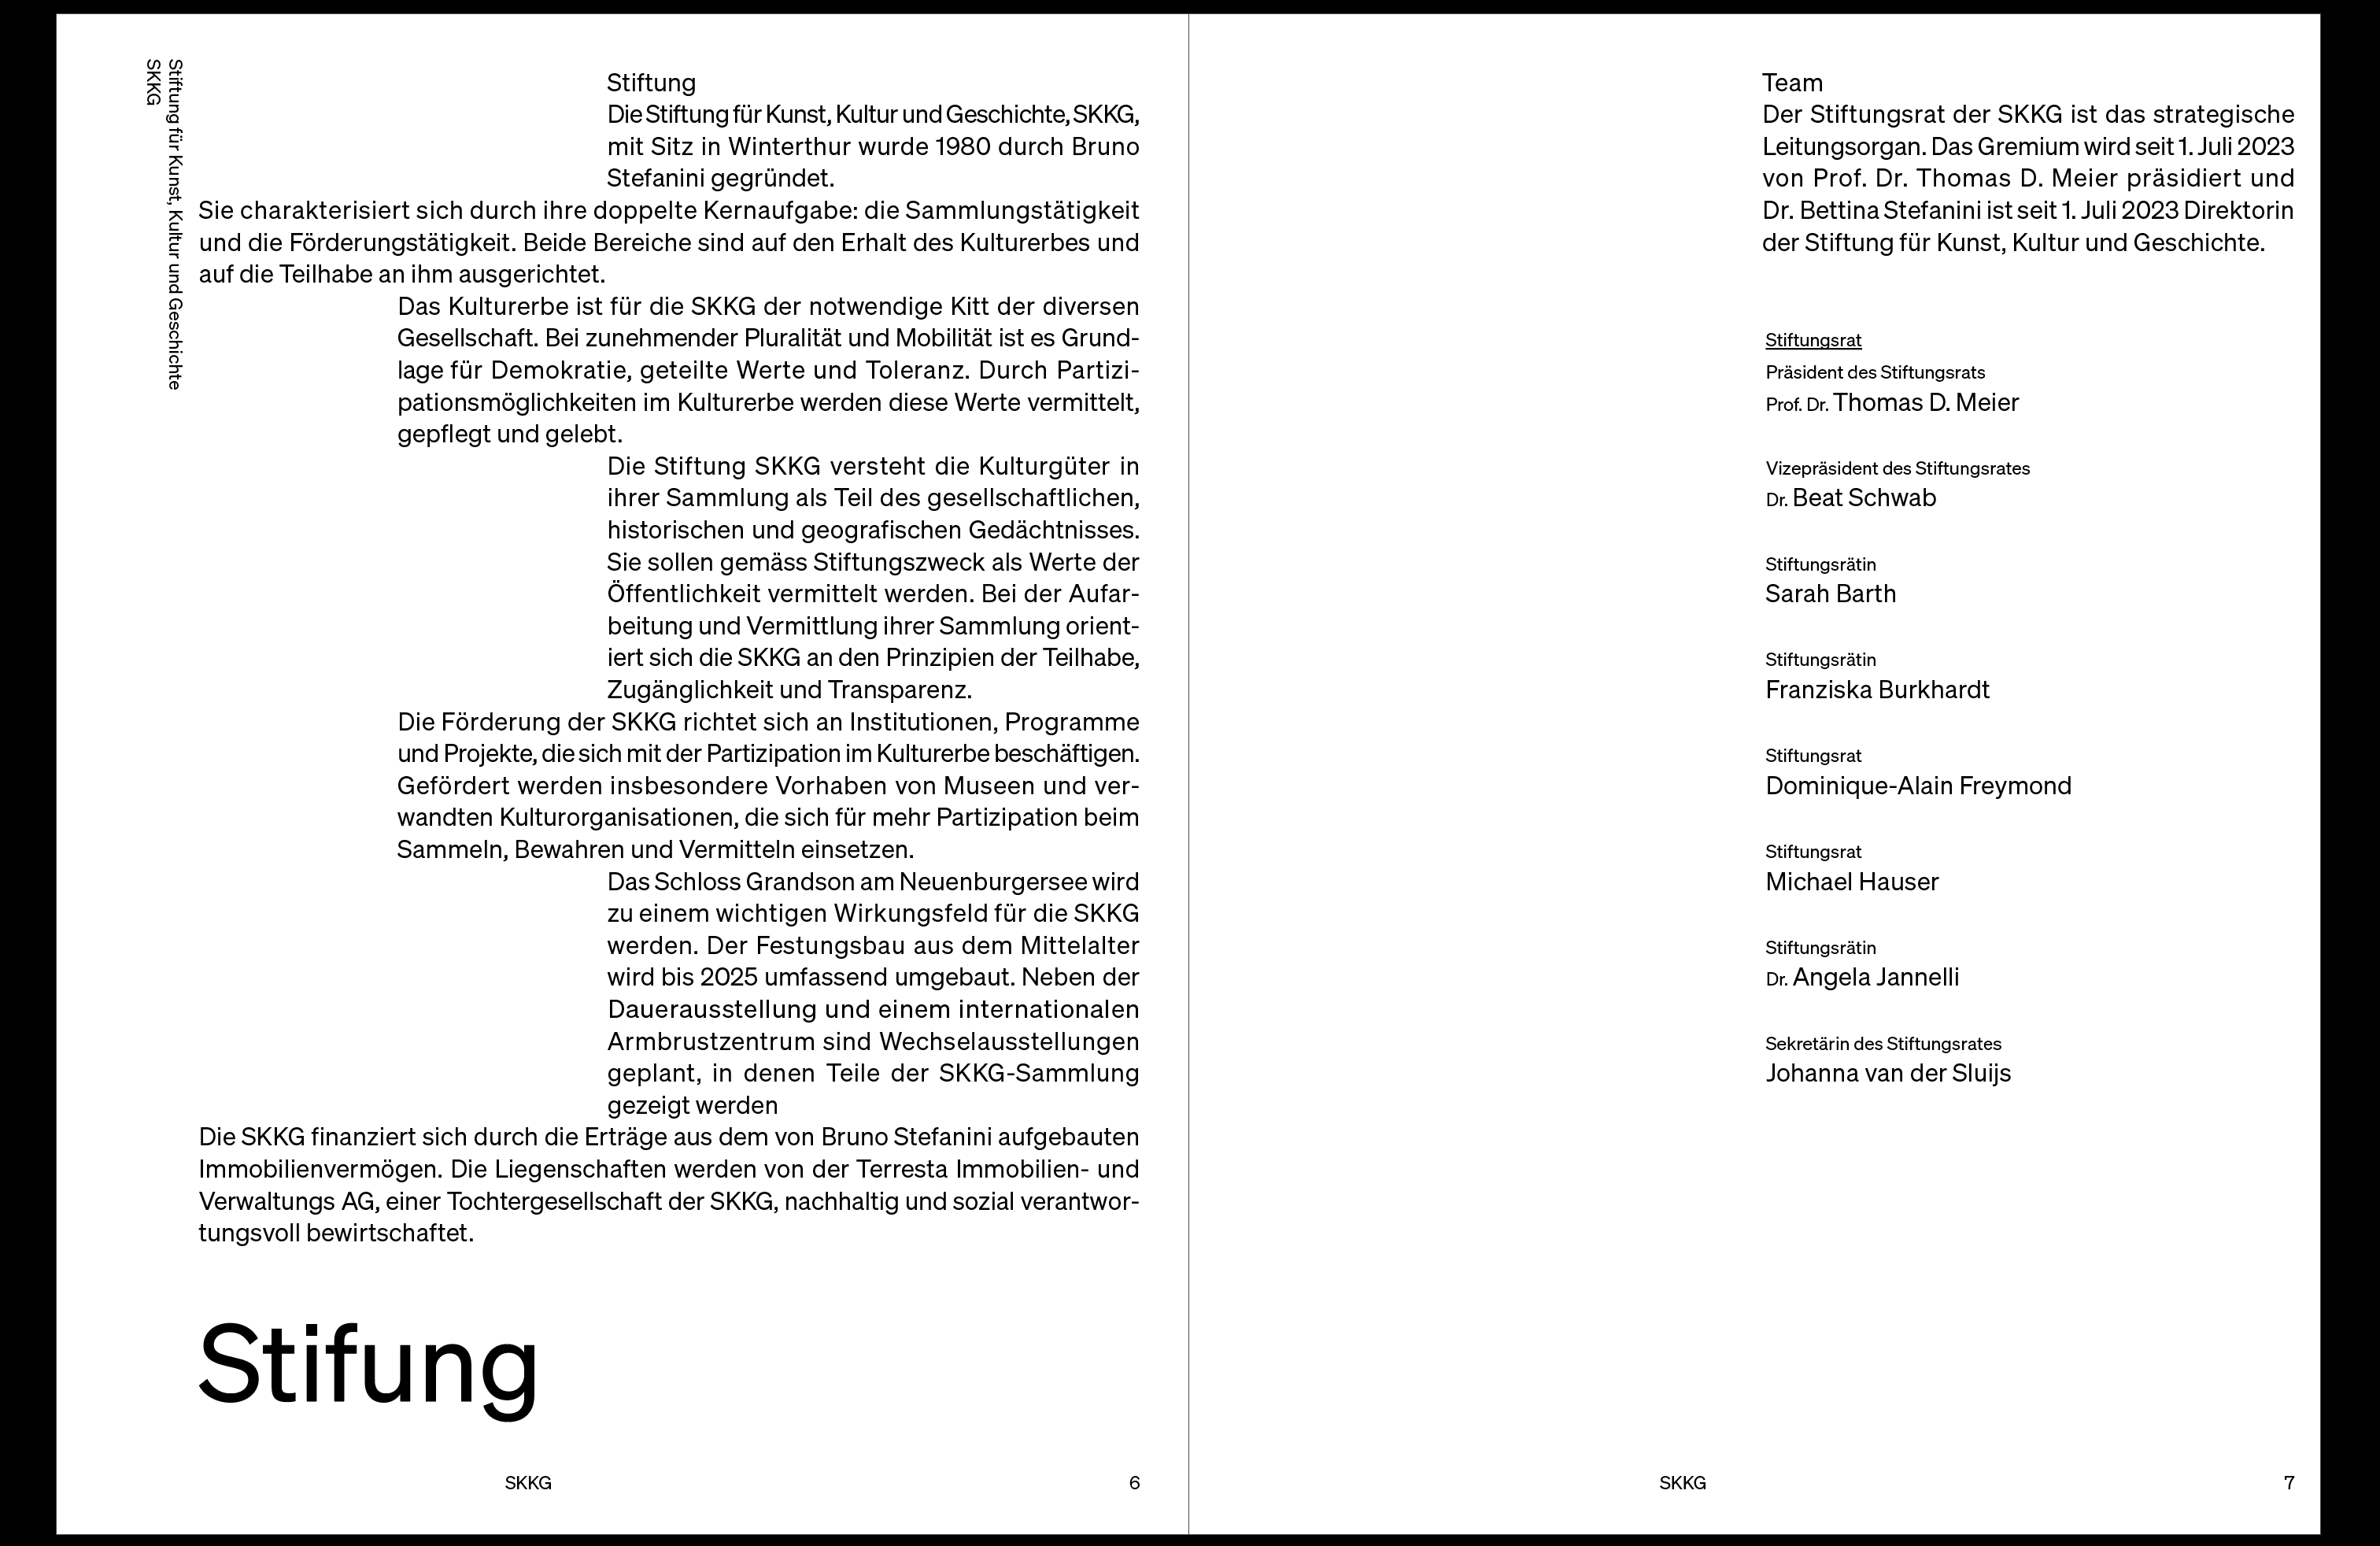 Stiftung für Kunst, Kultur und Geschichte
SKKG
Stiftung
Die Stiftung für Kunst, Kultur und Geschichte, SKKG,
mit Sitz in Winterthur wurde 1980 durch Bruno
Stefanini gegründet.
Sie charakterisiert sich durch ihre doppelte Kernaufgabe: die Sammlungstätigkeit
und die Förderungstätigkeit. Beide Bereiche sind auf den Erhalt des Kulturerbes und
auf die Teilhabe an ihm ausgerichtet.
Das Kulturerbe ist für die SKKG der notwendige Kitt der diversen
Gesellschaft. Bei zunehmender Pluralität und Mobilität ist es Grund-
lage für Demokratie, geteilte Werte und Toleranz. Durch Partizi-
pationsmöglichkeiten im Kulturerbe werden diese Werte vermittelt,
gepflegt und gelebt.
Die Stiftung SKKG versteht die Kulturgüter in
ihrer Sammlung als Teil des gesellschaftlichen,
historischen und geografischen Gedächtnisses.
Sie sollen gemäss Stiftungszweck als Werte der
Öffentlichkeit vermittelt werden. Bei der Aufar-
beitung und Vermittlung ihrer Sammlung orient-
iert sich die SKKG an den Prinzipien der Teilhabe,
Zugänglichkeit und Transparenz.
Die Förderung der SKKG richtet sich an Institutionen, Programme
und Projekte, die sich mit der Partizipation im Kulturerbe beschäftigen.
Gefördert werden insbesondere Vorhaben von Museen und ver-
wandten Kulturorganisationen, die sich für mehr Partizipation beim
Sammeln, Bewahren und Vermitteln einsetzen.
Das Schloss Grandson am Neuenburgersee wird
zu einem wichtigen Wirkungsfeld für die SKKG
werden. Der Festungsbau aus dem Mittelalter
wird bis 2025 umfassend umgebaut. Neben der
Dauerausstellung und einem internationalen
Armbrustzentrum sind Wechselausstellungen
geplant, in denen Teile der SKKG-Sammlung
gezeigt werden
Die SKKG finanziert sich durch die Erträge aus dem von Bruno Stefanini aufgebauten
Immobilienvermögen. Die Liegenschaften werden von der Terresta Immobilien- und
Verwaltungs AG, einer Tochtergesellschaft der SKKG, nachhaltig und sozial verantwor-
tungsvoll bewirtschaftet.
Stifung
SKKG
6
Team
Der Stiftungsrat der SKKG ist das strategische
Leitungsorgan. Das Gremium wird seit 1. Juli 2023
von Prof. Dr. Thomas D. Meier präsidiert und
Dr. Bettina Stefanini ist seit 1. Juli 2023 Direktorin
der Stiftung für Kunst, Kultur und Geschichte.
Stiftungsrat
Präsident des Stiftungsrats
Prof. Dr. Thomas D. Meier
Vizepräsident des Stiftungsrates
Dr. Beat Schwab
Stiftungsrätin
Sarah Barth
Stiftungsrätin
Franziska Burkhardt
Stiftungsrat
Dominique-Alain Freymond
Stiftungsrat
Michael Hauser
Stiftungsrätin
Dr. Angela Jannelli
Sekretärin des Stiftungsrates
Johanna van der Sluijs
SKKG
7